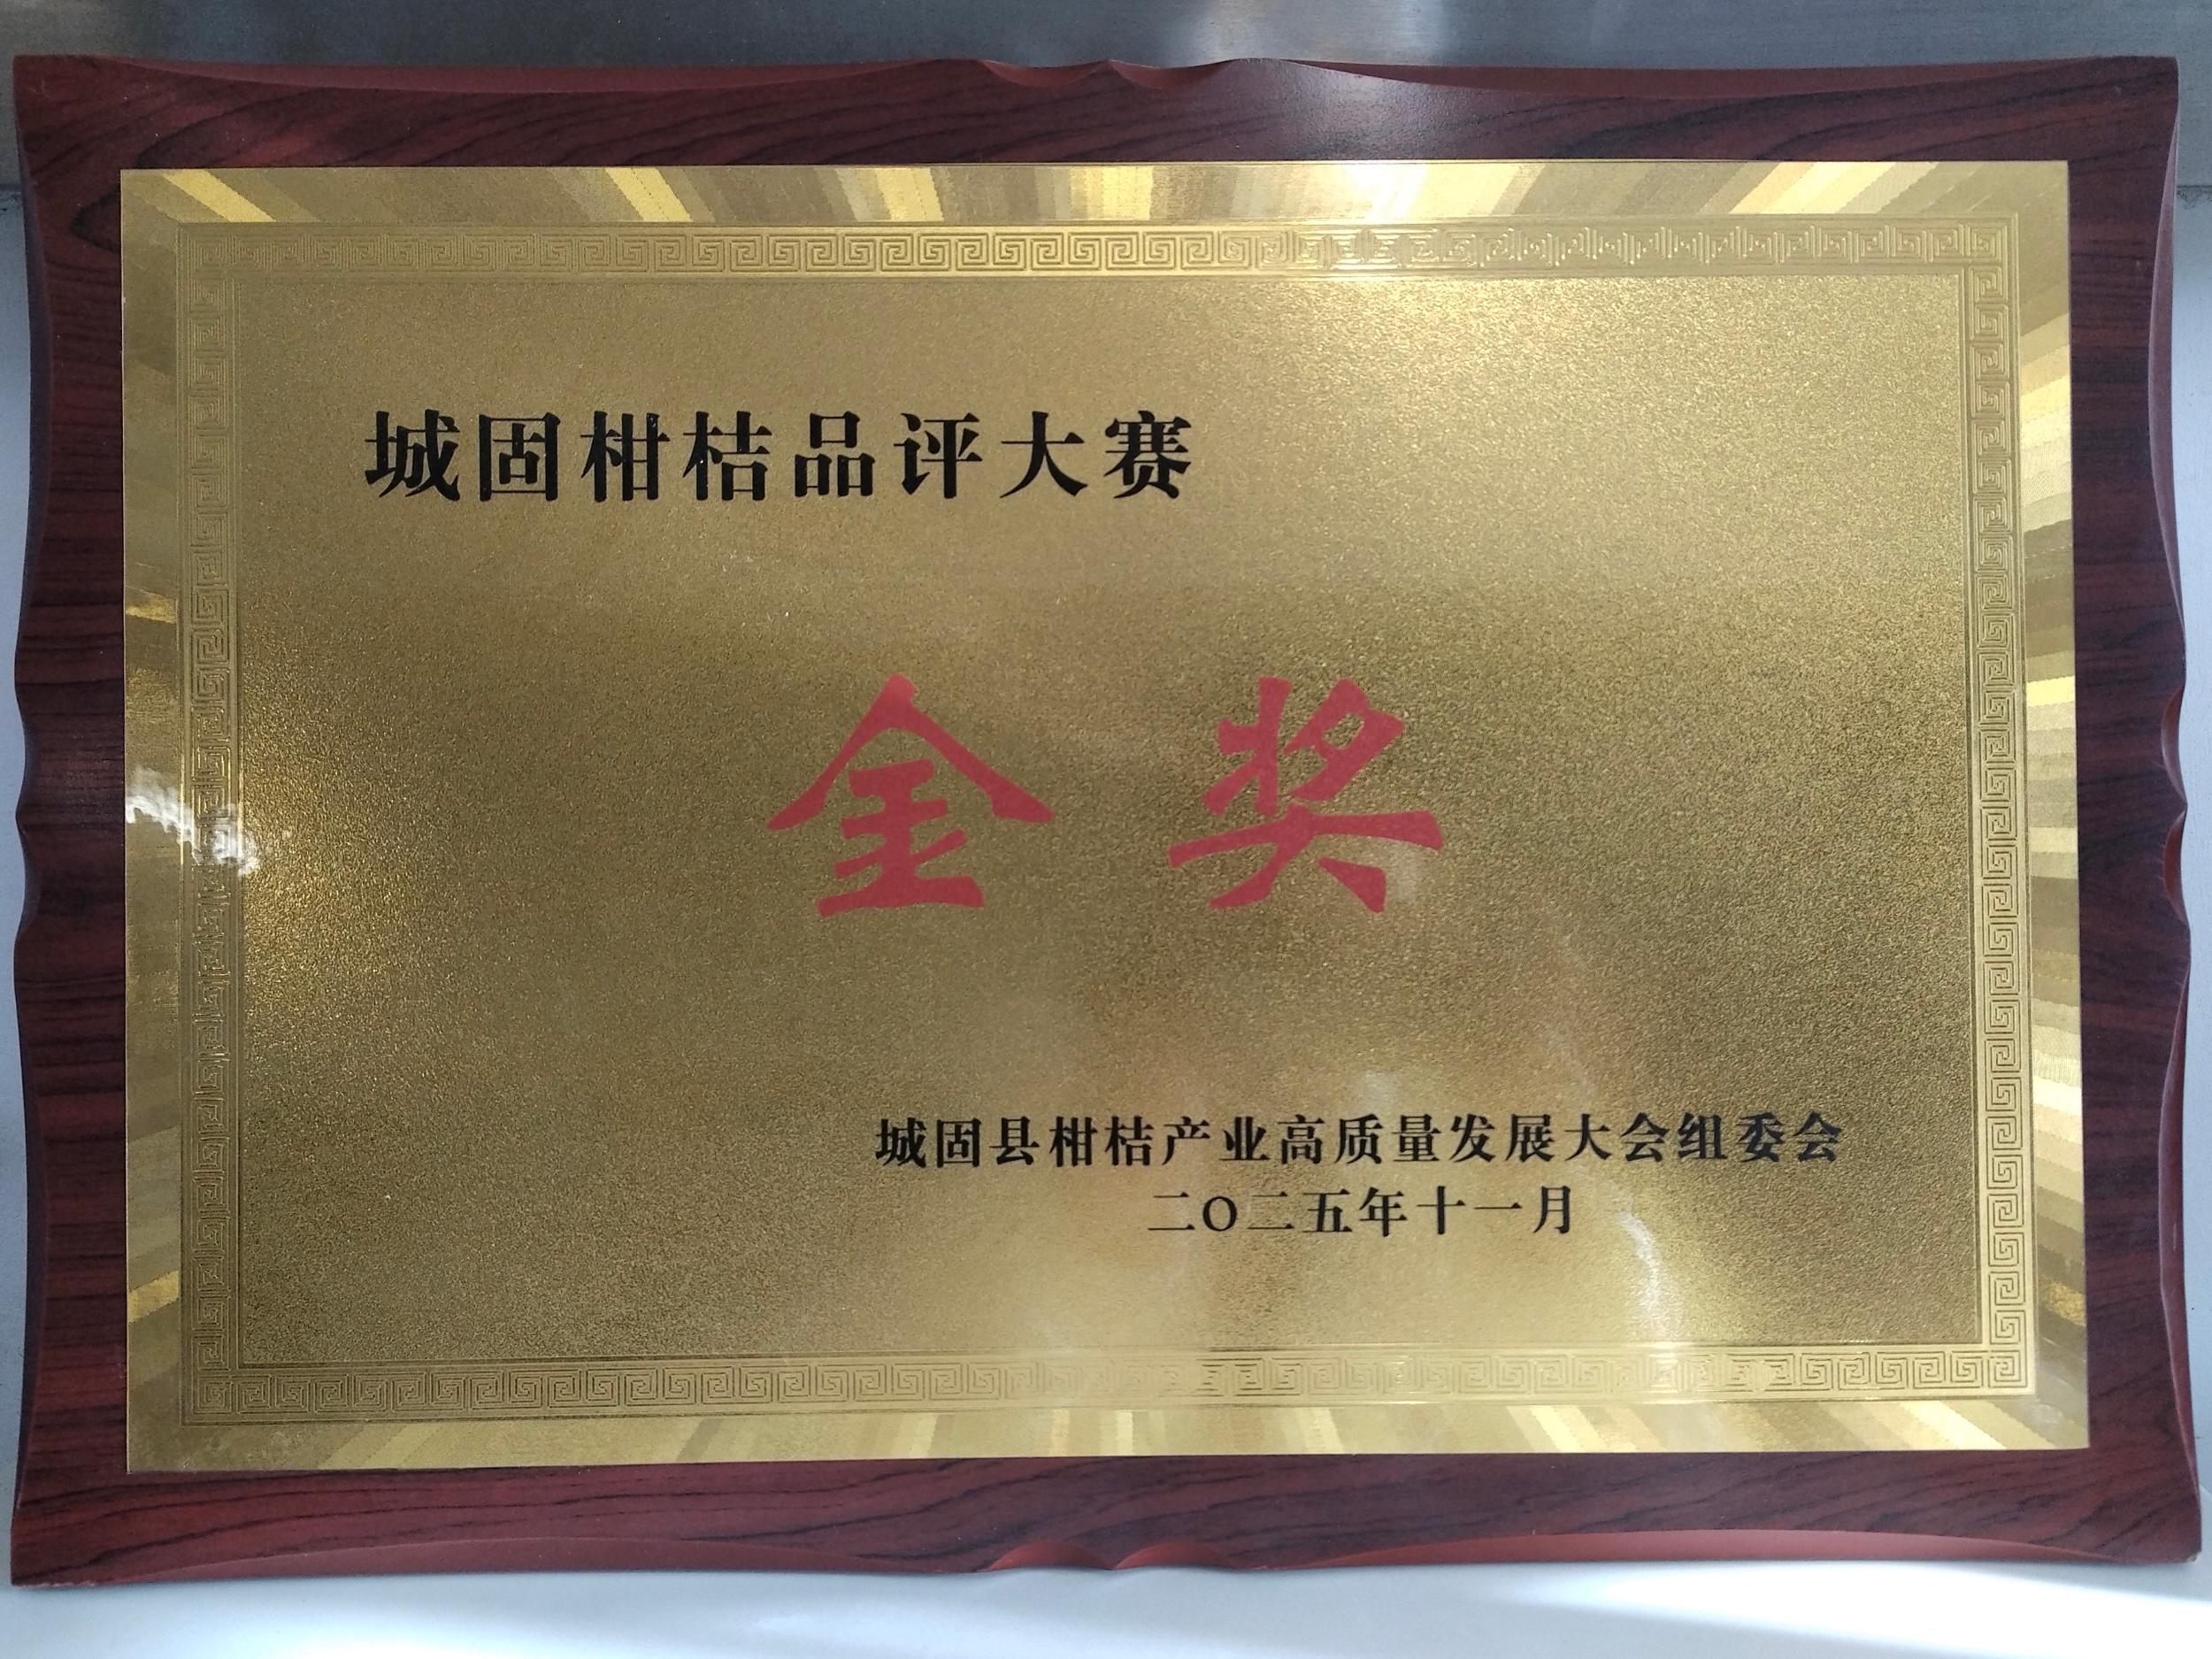 城固柑桔品评大赛
金奖
城固县柑桔产业高质量发展大会组委会
二〇二五年十一月